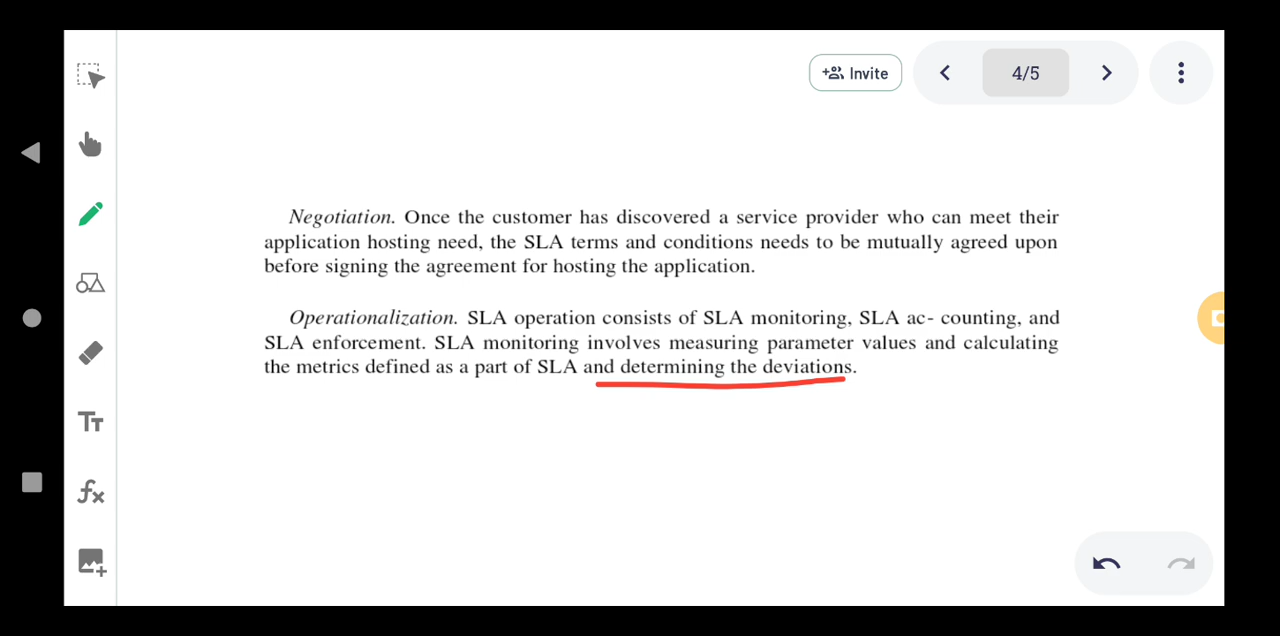 Invite
4/5
Negotiation. Once the customer has discovered a service provider who can meet their
application hosting need, the SLA terms and conditions needs to be mutually agreed upon
before signing the agreement for hosting the application.
Operationalization. SLA operation consists of SLA monitoring, SLA ac- counting, and
SLA enforcement. SLA monitoring involves measuring parameter values and calculating
the metrics defined as a part of SLA and determining the deviations.
Tт
fx